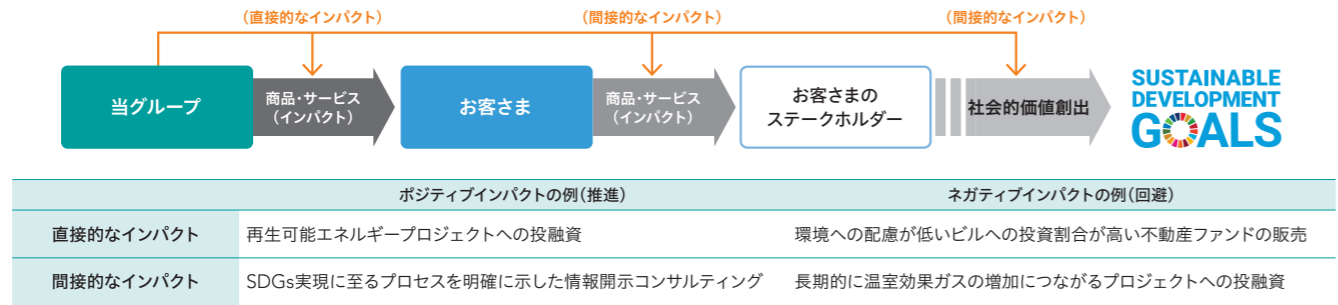 (直接的なインパクト) (間接的なインパクト) (間接的なインパクト)
当グループ
商品・サービス
(インパクト)
お客さま
商品・サービス
(インパクト)
お客さまの
ステークホルダー
社会的価値創出
SUSTAINABLE
DEVELOPMENT
GOALS
ポジティブインパクトの例(推進) ネガティブインパクトの例(回避)
直接的なインパクト 再生可能エネルギープロジェクトへの投融資 環境への配慮が低いビルへの投資割合が高い不動産ファンドの販売
間接的なインパクト SDGs実現に至るプロセスを明確に示した情報開示コンサルティング 長期的に温室効果ガスの増加につながるプロジェクトへの投融資